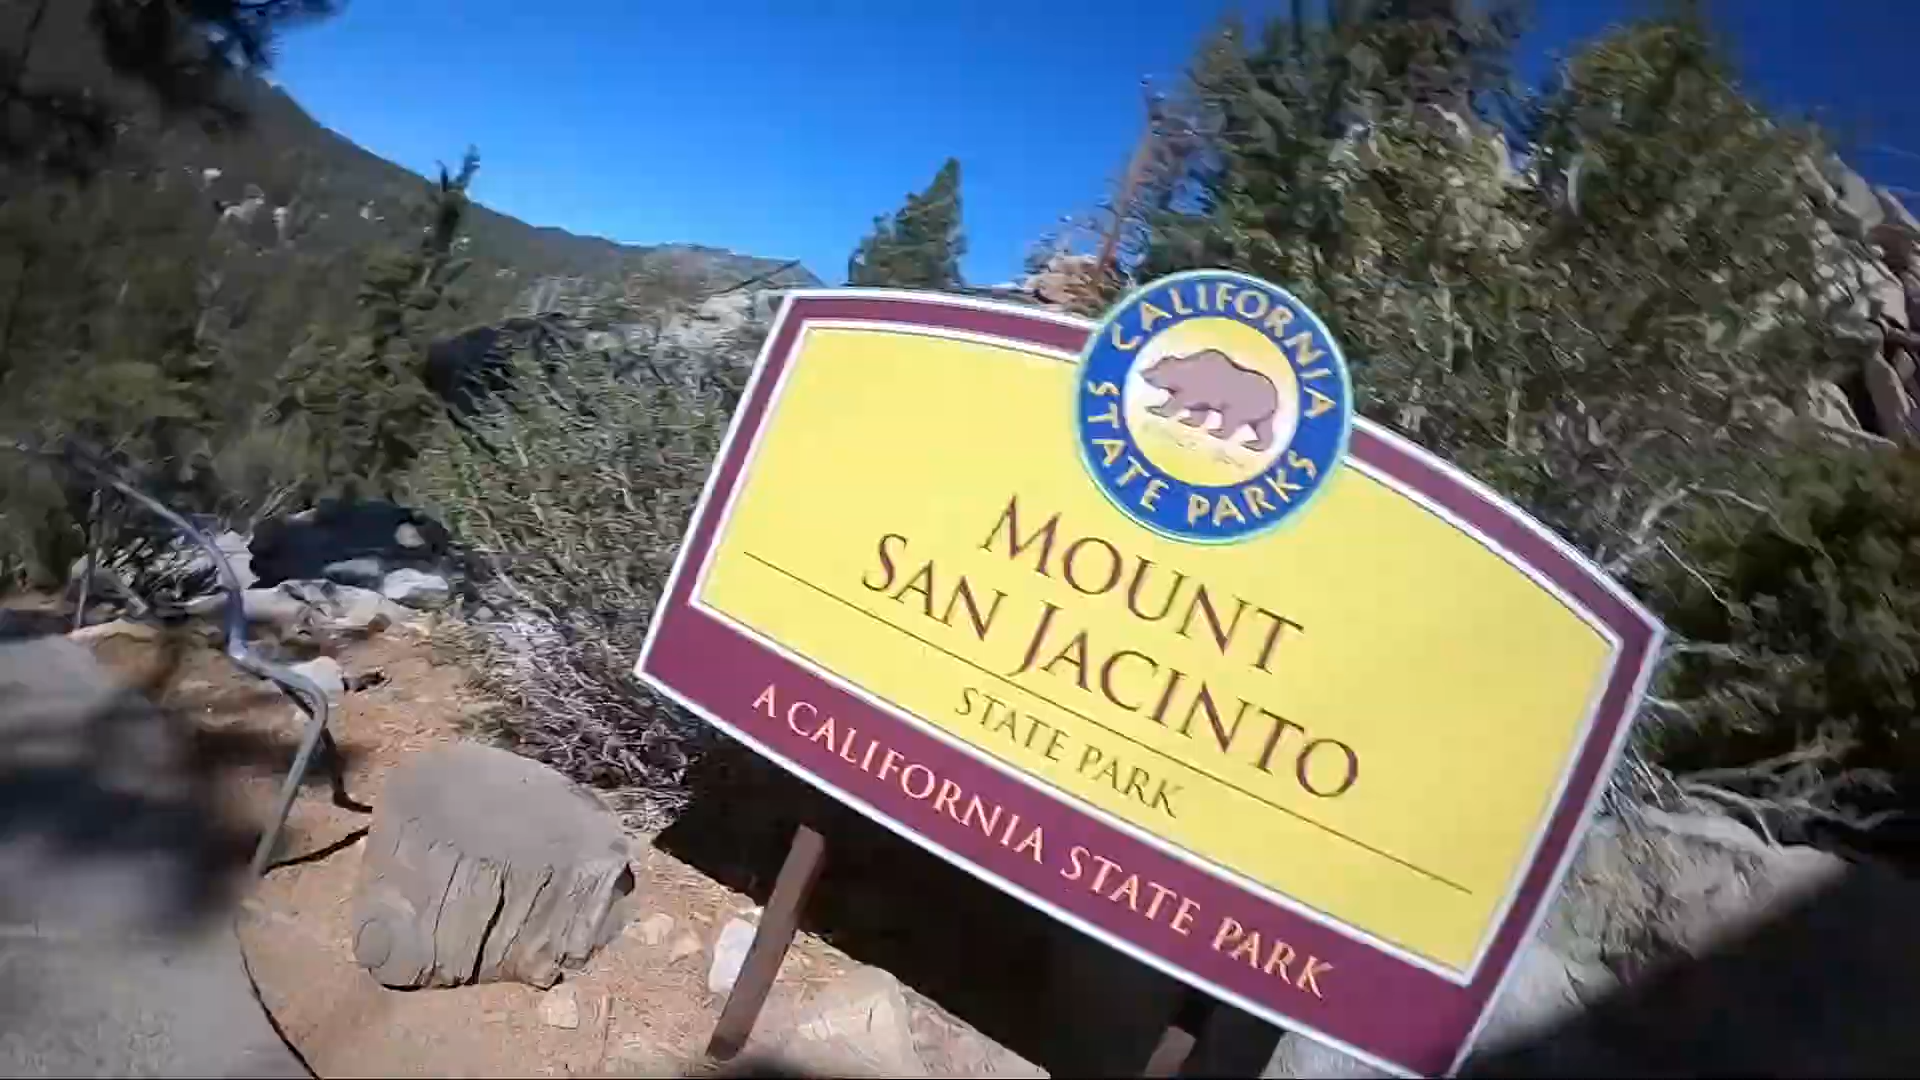 CALIFORNIA
STATE PARKS
MOUNT
SAN JACINTO
STATE PARK
A CALIFORNIA STATE PARK